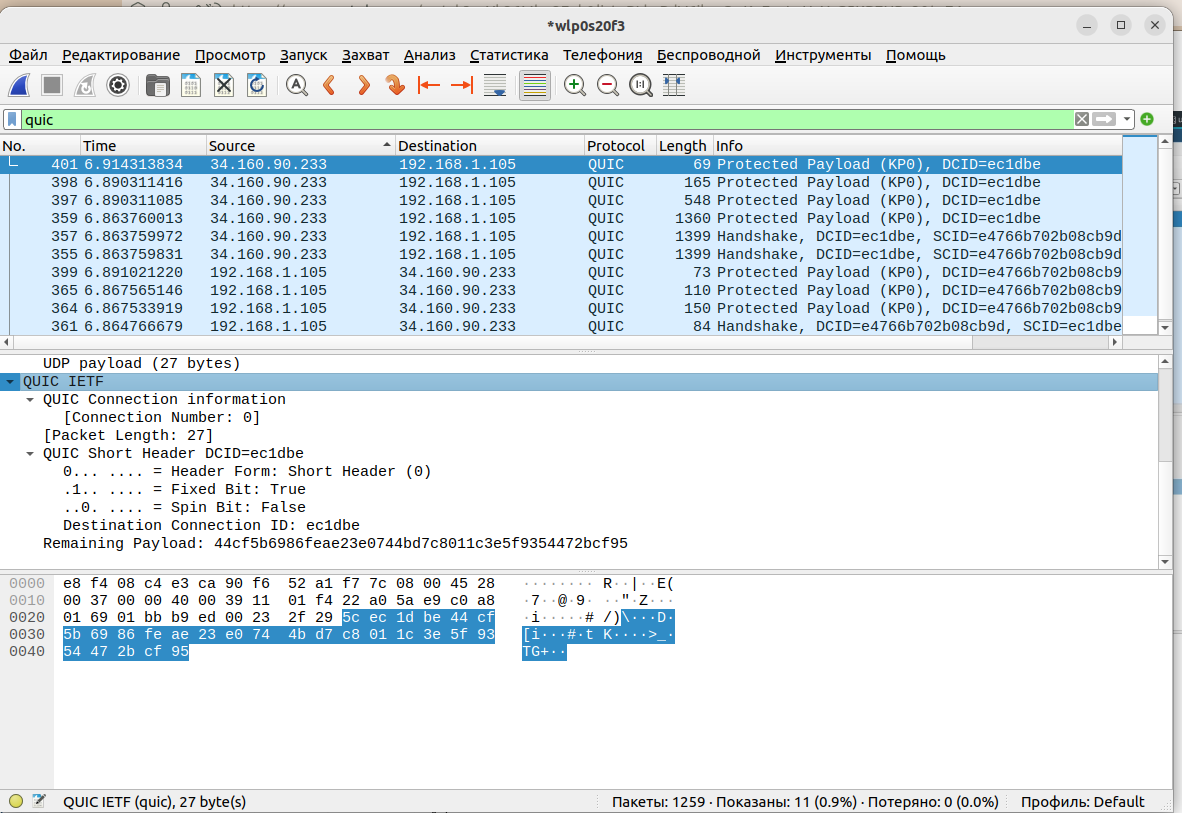 *wlp0s20f3
Файл Редактирование Просмотр Запуск Захват Анализ Статистика Телефония Беспроводной Инструменты Помощь
quic
No. Time Source Destination Protocol Length Info
401 6.914313834 34.160.90.233 192.168.1.105 QUIC 69 Protected Payload (KP0), DCID=ec1dbe
398 6.890311416 34.160.90.233 192.168.1.105 QUIC 165 Protected Payload (KP0), DCID=ec1dbe
397 6.890311085 34.160.90.233 192.168.1.105 QUIC 548 Protected Payload (KP0), DCID=ec1dbe
359 6.863760013 34.160.90.233 192.168.1.105 QUIC 1360 Protected Payload (KP0), DCID=ec1dbe
357 6.863759972 34.160.90.233 192.168.1.105 QUIC 1399 Handshake, DCID=ec1dbe, SCID=e4766b702b08cb9d
355 6.863759831 34.160.90.233 192.168.1.105 QUIC 1399 Handshake, DCID=ec1dbe, SCID=e4766b702b08cb9d
399 6.891021220 192.168.1.105 34.160.90.233 QUIC 73 Protected Payload (KP0), DCID=e4766b702b08cb9
365 6.867565146 192.168.1.105 34.160.90.233 QUIC 110 Protected Payload (KP0), DCID=e4766b702b08cb9
364 6.867533919 192.168.1.105 34.160.90.233 QUIC 150 Protected Payload (KP0), DCID=e4766b702b08cb9
361 6.864766679 192.168.1.105 34.160.90.233 QUIC 84 Handshake, DCID=e4766b702b08cb9d, SCID=ec1dbe
UDP payload (27 bytes)
QUIC IETF
QUIC Connection information
[Connection Number: 0]
[Packet Length: 27]
QUIC Short Header DCID=ec1dbe
0... .... = Header Form: Short Header (0)
.1.. .... = Fixed Bit: True
..0. .... = Spin Bit: False
Destination Connection ID: ec1dbe
Remaining Payload: 44cf5b6986feae23e0744bd7c8011c3e5f9354472bcf95
0000 e8 f4 08 c4 e3 ca 90 f6 52 a1 f7 7c 08 00 45 28 ········ R··|··E(
0010 00 37 00 00 40 00 39 11 01 f4 22 a0 5a e9 c0 a8 ·7··@·9· ··"·Z···
0020 01 69 01 bb b9 ed 00 23 2f 29 5c ec 1d be 44 cf ·i·····# /)\···D·
0030 5b 69 86 fe ae 23 e0 74 4b d7 c8 01 1c 3e 5f 93 [i···#·t K····>_·
0040 54 47 2b cf 95 TG+··
QUIC IETF (quic), 27 byte(s) Пакеты: 1259 · Показаны: 11 (0.9%) · Потеряно: 0 (0.0%) Профиль: Default